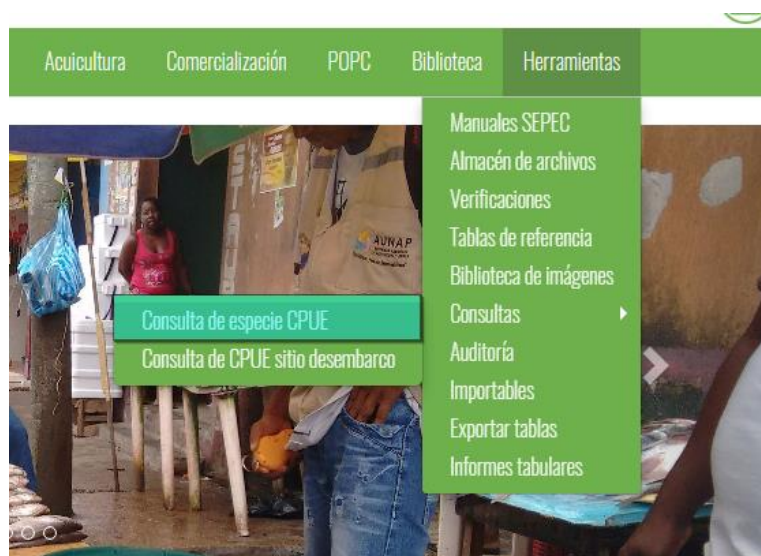 Acuicultura Comercialización POPC Biblioteca Herramientas
Manuales SEPEC
Almacén de archivos
Verificaciones
Tablas de referencia
Biblioteca de imágenes
Consultas
Consulta de especie CPUE
Consulta de CPUE sitio desembarco
Auditoría
Importables
Exportar tablas
Informes tabulares
AUNAP